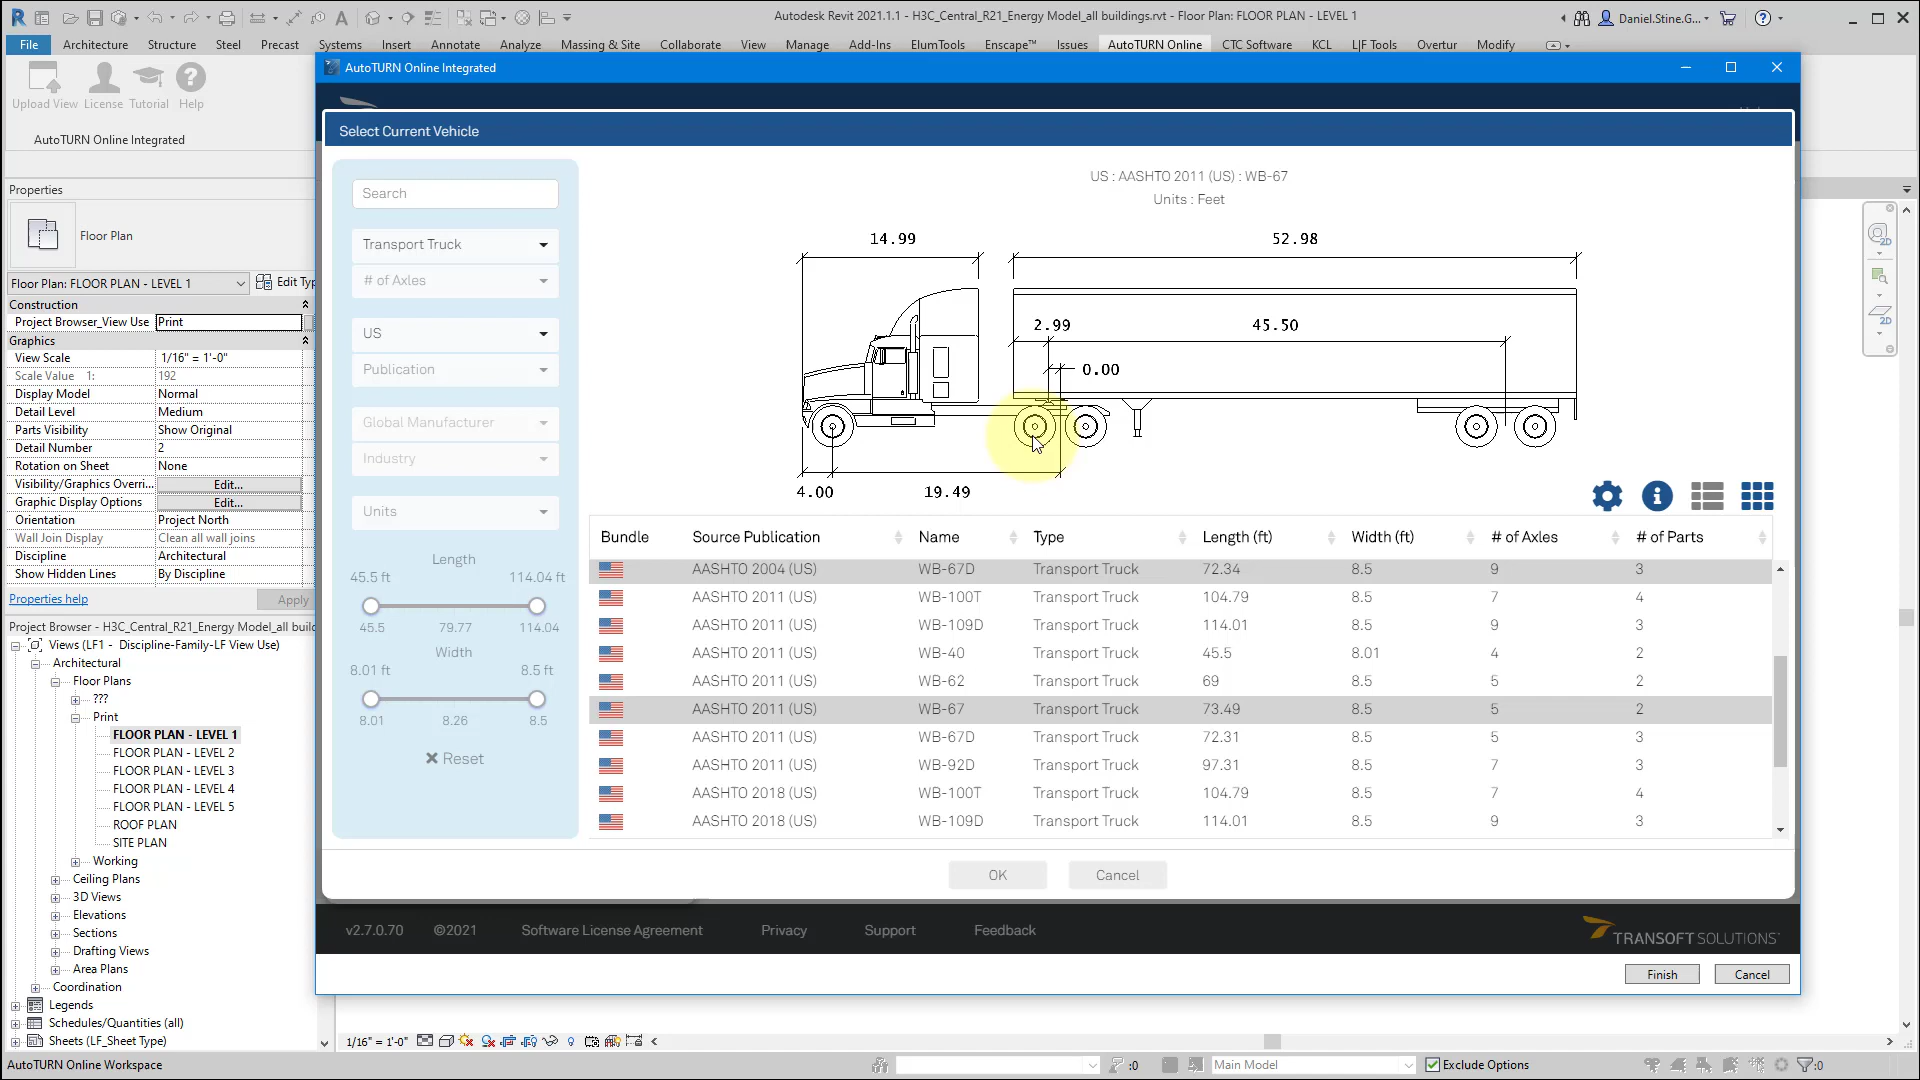 Autodesk Revit 2021.1.1 - H3C_Central_R21_Energy Model_all buildings.rvt - Floor Plan: FLOOR PLAN - LEVEL 1
Daniel.Stine.G...
File Architecture Structure Steel Precast Systems Insert Annotate Analyze Massing & Site Collaborate View Manage Add-Ins ElumTools Enscape™ Issues AutoTURN Online CTC Software KCL L|F Tools Overtur Modify
AutoTURN Online Integrated
Upload View License Tutorial Help
AutoTURN Online Integrated
Select Current Vehicle
Properties
Floor Plan
Floor Plan: FLOOR PLAN - LEVEL 1 Edit Typ
Construction
Project Browser_View Use Print
Graphics
View Scale 1/16" = 1'-0"
Scale Value 1: 192
Display Model Normal
Detail Level Medium
Parts Visibility Show Original
Detail Number 2
Rotation on Sheet None
Visibility/Graphics Overri... Edit...
Graphic Display Options Edit...
Orientation Project North
Wall Join Display Clean all wall joins
Discipline Architectural
Show Hidden Lines By Discipline
Properties help Apply
Project Browser - H3C_Central_R21_Energy Model_all build
Views (LF1 - Discipline-Family-LF View Use)
Architectural
Floor Plans
???
Print
FLOOR PLAN - LEVEL 1
FLOOR PLAN - LEVEL 2
FLOOR PLAN - LEVEL 3
FLOOR PLAN - LEVEL 4
FLOOR PLAN - LEVEL 5
ROOF PLAN
SITE PLAN
Working
Ceiling Plans
3D Views
Elevations
Sections
Drafting Views
Area Plans
Coordination
Legends
Schedules/Quantities (all)
Sheets (LF_Sheet Type)
Search
Transport Truck
# of Axles
US
Publication
Global Manufacturer
Industry
Units
Length
45.5 ft 114.04 ft
45.5 79.77 114.04
Width
8.01 ft 8.5 ft
8.01 8.26 8.5
Reset
US : AASHTO 2011 (US) : WB-67
Units : Feet
14.99 52.98
2.99 45.50
0.00
4.00 19.49
Bundle Source Publication Name Type Length (ft) Width (ft) # of Axles # of Parts
AASHTO 2004 (US) WB-67D Transport Truck 72.34 8.5 9 3
AASHTO 2011 (US) WB-100T Transport Truck 104.79 8.5 7 4
AASHTO 2011 (US) WB-109D Transport Truck 114.01 8.5 9 3
AASHTO 2011 (US) WB-40 Transport Truck 45.5 8.01 4 2
AASHTO 2011 (US) WB-62 Transport Truck 69 8.5 5 2
AASHTO 2011 (US) WB-67 Transport Truck 73.49 8.5 5 2
AASHTO 2011 (US) WB-67D Transport Truck 72.31 8.5 5 3
AASHTO 2011 (US) WB-92D Transport Truck 97.31 8.5 7 3
AASHTO 2018 (US) WB-100T Transport Truck 104.79 8.5 7 4
AASHTO 2018 (US) WB-109D Transport Truck 114.01 8.5 9 3
OK Cancel
v2.7.0.70 ©2021 Software License Agreement Privacy Support Feedback TRANSOFT SOLUTIONS
Finish Cancel
2D
2D
1/16" = 1'-0"
AutoTURN Online Workspace :0 Main Model Exclude Options :0